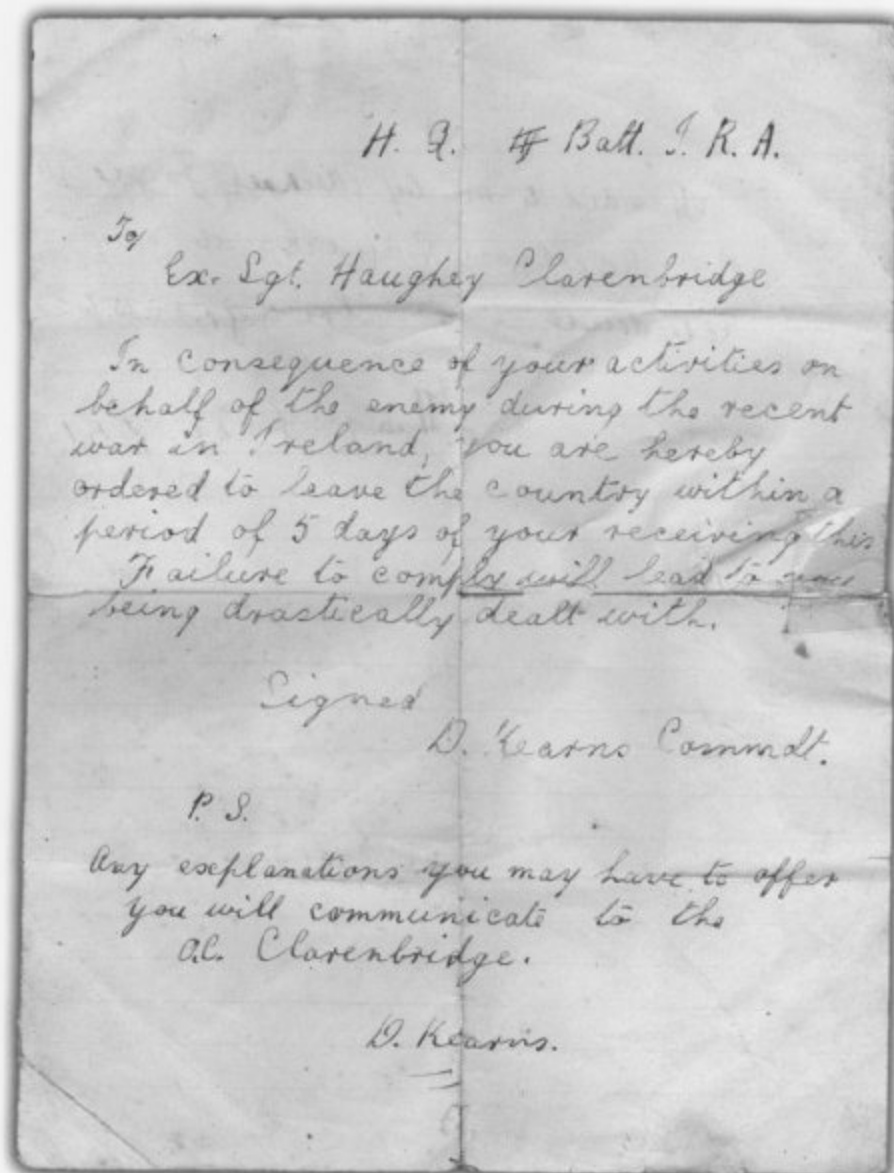 H. Q. Batt. I. R. A.
To/
Ex. Sgt. Haughey Clarenbridge
In consequence of your activities on
behalf of the enemy during the recent
war in Ireland, you are hereby
ordered to leave the country within a
period of 5 days of your receiving this
Failure to comply will lead to your
being drastically dealt with.
Signed
D. Kearns Commdt.
P. S.
Any explanations you may have to offer
you will communicate to the
O.C. Clarenbridge.
D. Kearns.